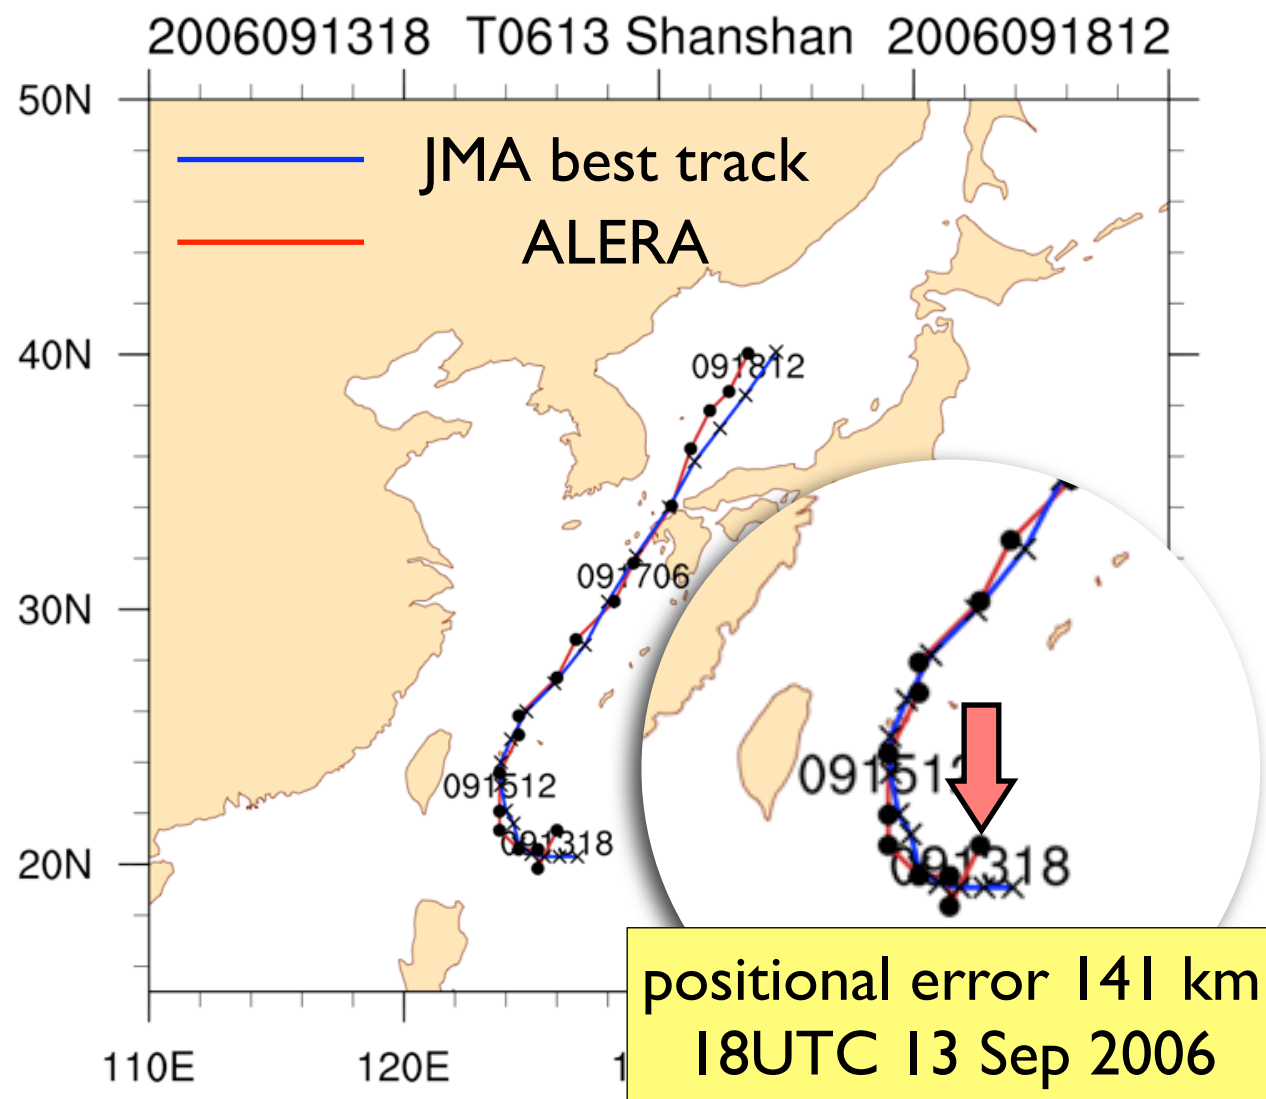 2006091318 T0613 Shanshan 2006091812
50N
JMA best track
ALERA
40N
091812
091706
30N
091512
091512
091318
091318
20N
positional error 141 km
18UTC 13 Sep 2006
110E 120E 1